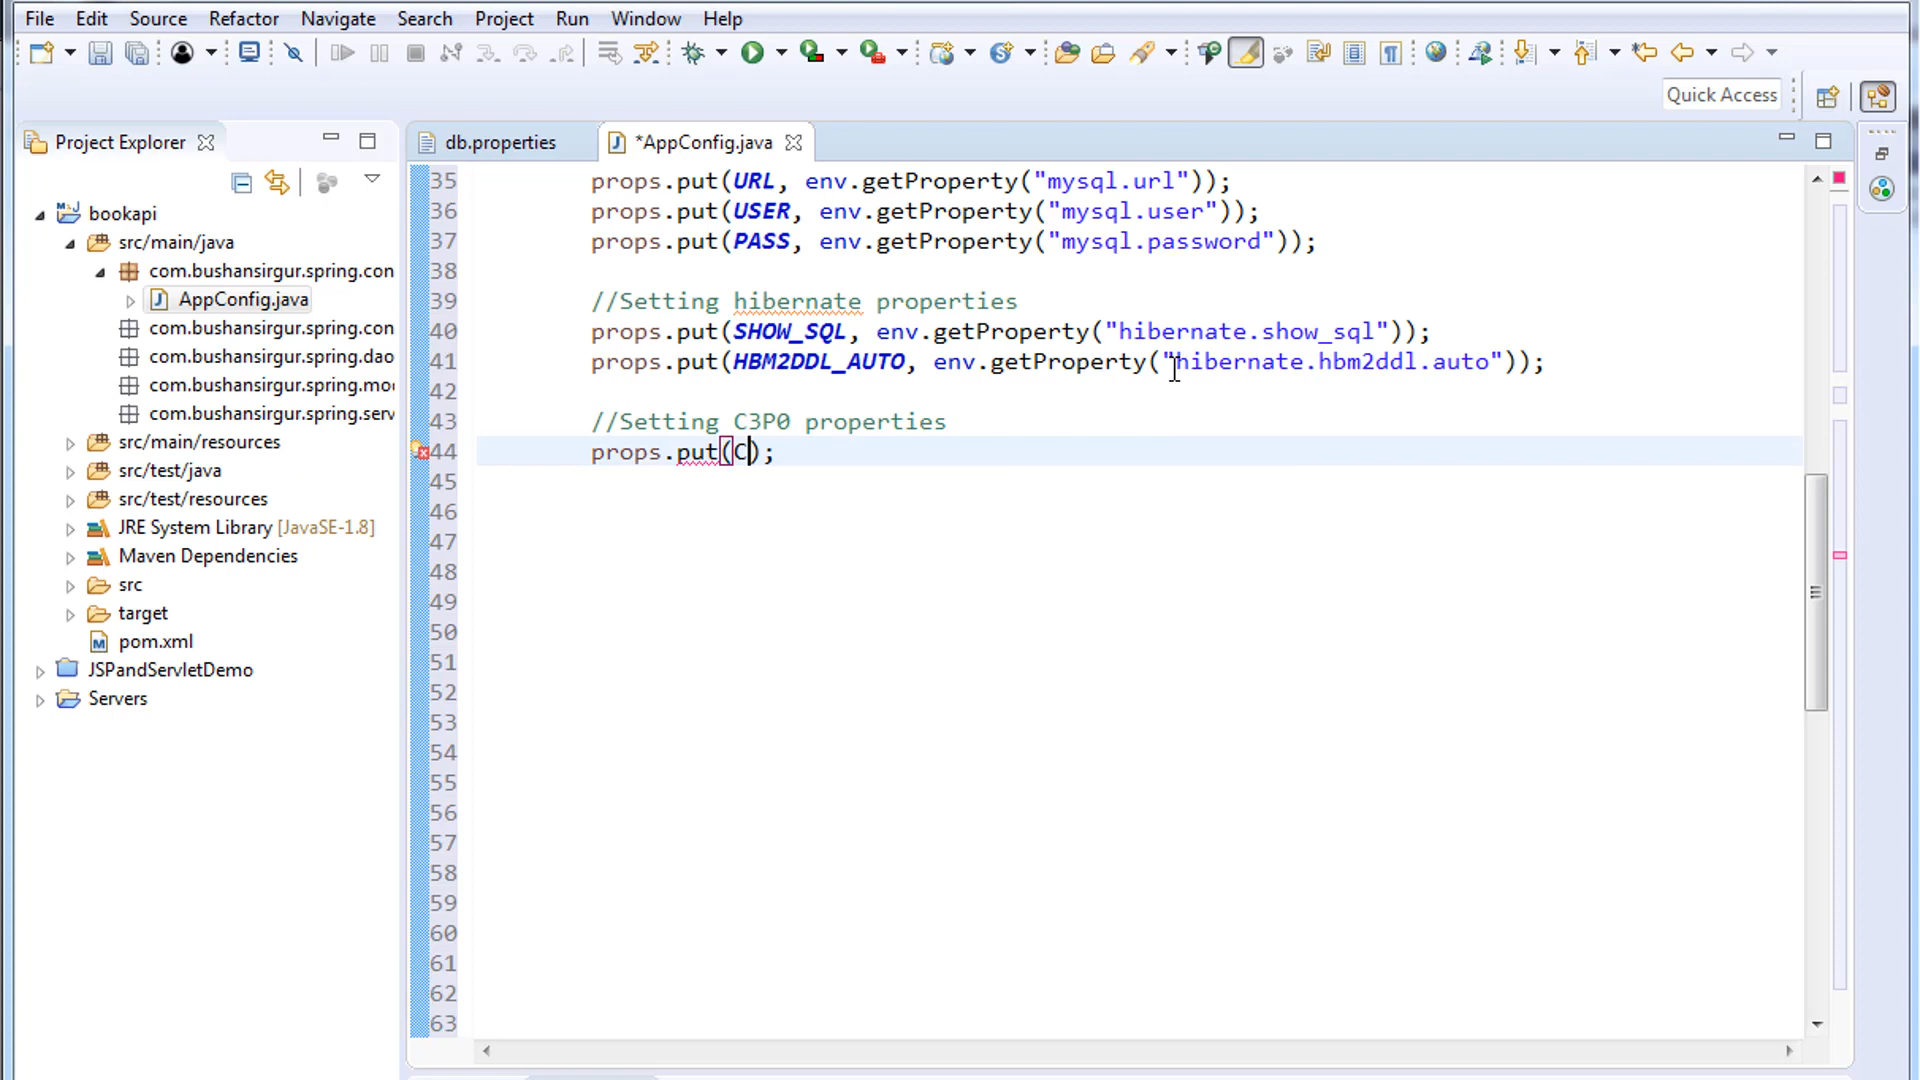 File Edit Source Refactor Navigate Search Project Run Window Help
Quick Access
Project Explorer
bookapi
src/main/java
com.bushansirgur.spring.con
AppConfig.java
com.bushansirgur.spring.con
com.bushansirgur.spring.dao
com.bushansirgur.spring.mo
com.bushansirgur.spring.serv
src/main/resources
src/test/java
src/test/resources
JRE System Library [JavaSE-1.8]
Maven Dependencies
src
target
pom.xml
JSPandServletDemo
Servers
db.properties
*AppConfig.java
35 props.put(URL, env.getProperty("mysql.url"));
36 props.put(USER, env.getProperty("mysql.user"));
37 props.put(PASS, env.getProperty("mysql.password"));
38
39 //Setting hibernate properties
40 props.put(SHOW_SQL, env.getProperty("hibernate.show_sql"));
41 props.put(HBM2DDL_AUTO, env.getProperty("hibernate.hbm2ddl.auto"));
42
43 //Setting C3P0 properties
44 props.put(C);
45
46
47
48
49
50
51
52
53
54
55
56
57
58
59
60
61
62
63